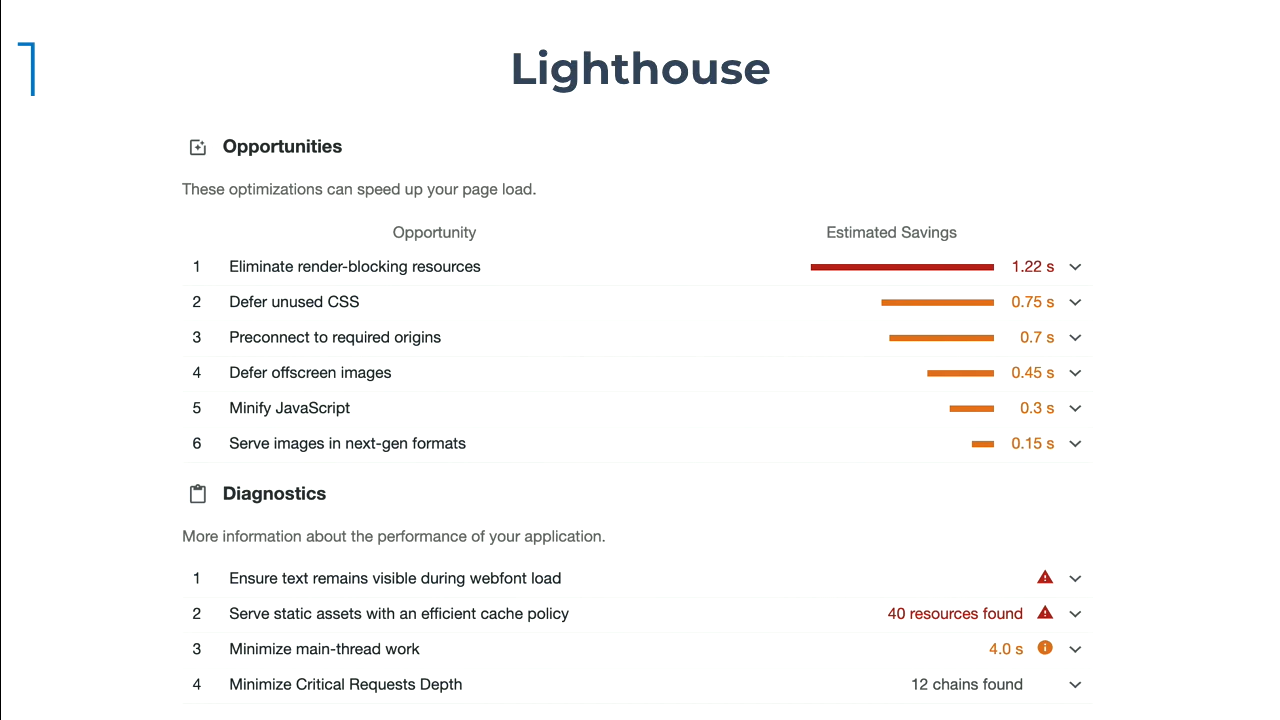 1
Lighthouse
Opportunities
These optimizations can speed up your page load.
Opportunity Estimated Savings
1 Eliminate render-blocking resources 1.22 s
2 Defer unused CSS 0.75 s
3 Preconnect to required origins 0.7 s
4 Defer offscreen images 0.45 s
5 Minify JavaScript 0.3 s
6 Serve images in next-gen formats 0.15 s
Diagnostics
More information about the performance of your application.
1 Ensure text remains visible during webfont load
2 Serve static assets with an efficient cache policy 40 resources found
3 Minimize main-thread work 4.0 s
4 Minimize Critical Requests Depth 12 chains found